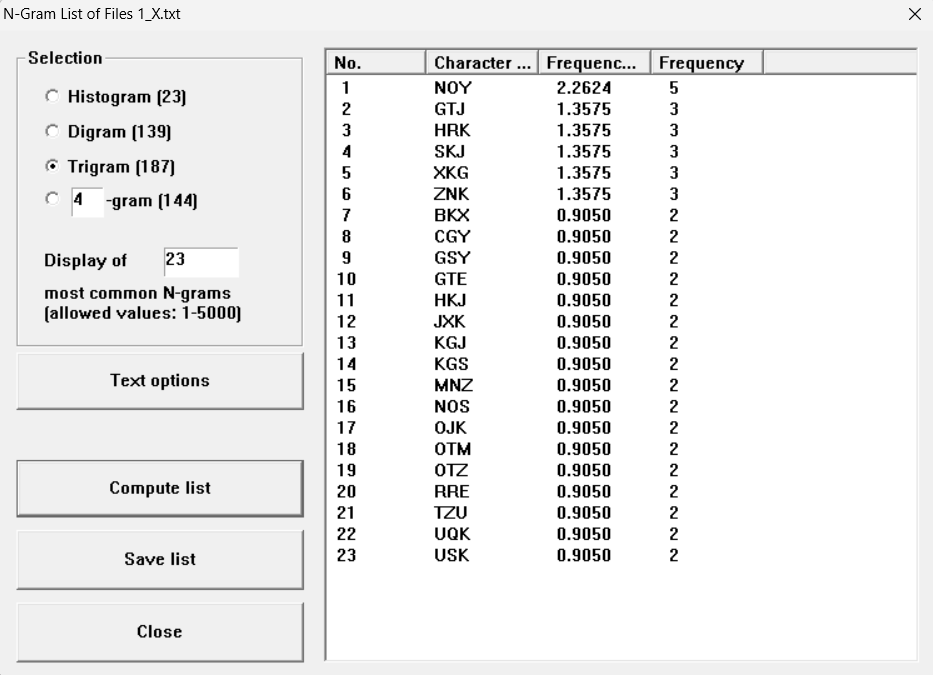 N-Gram List of Files 1_X.txt
Selection
Histogram (23)
Digram (139)
Trigram (187)
4 -gram (144)
Display of 23
most common N-grams
(allowed values: 1-5000)
Text options
Compute list
Save list
Close
No. Character ... Frequenc... Frequency
1 NOY 2.2624 5
2 GTJ 1.3575 3
3 HRK 1.3575 3
4 SKJ 1.3575 3
5 XKG 1.3575 3
6 ZNK 1.3575 3
7 BKX 0.9050 2
8 CGY 0.9050 2
9 GSY 0.9050 2
10 GTE 0.9050 2
11 HKJ 0.9050 2
12 JXK 0.9050 2
13 KGJ 0.9050 2
14 KGS 0.9050 2
15 MNZ 0.9050 2
16 NOS 0.9050 2
17 OJK 0.9050 2
18 OTM 0.9050 2
19 OTZ 0.9050 2
20 RRE 0.9050 2
21 TZU 0.9050 2
22 UQK 0.9050 2
23 USK 0.9050 2